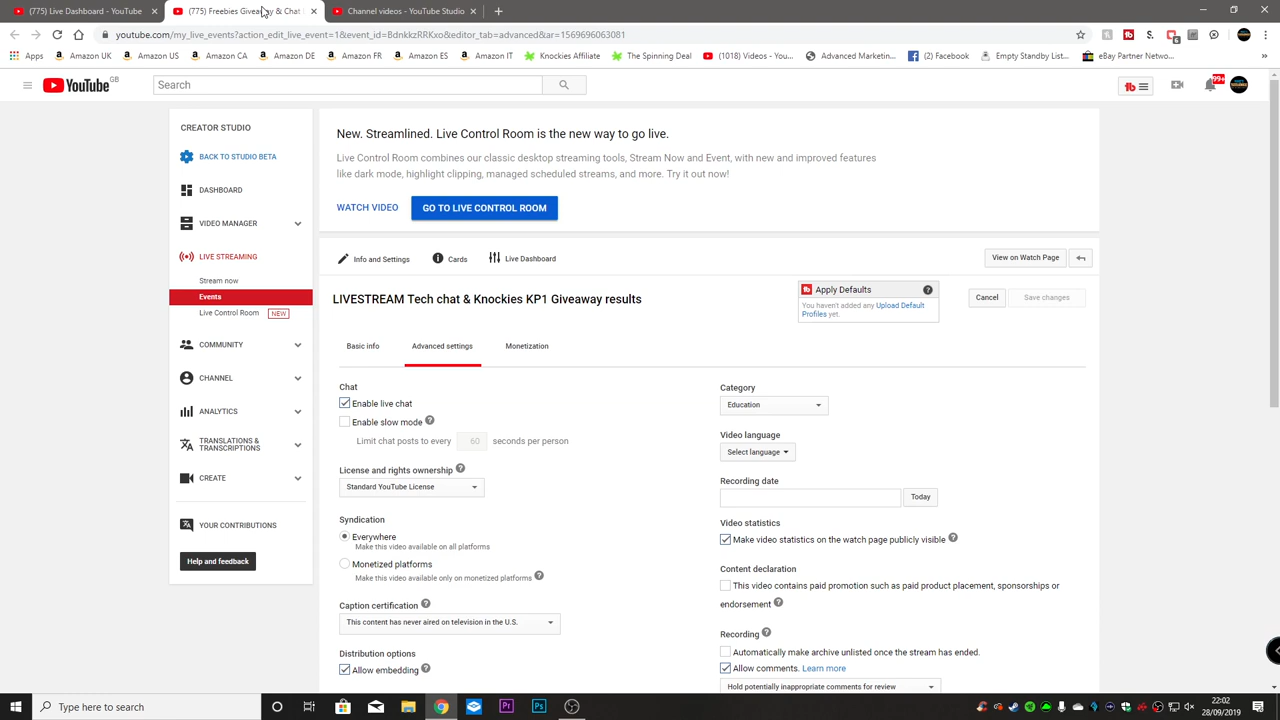 (775) Live Dashboard - YouTube
(775) Freebies Giveaway & Chat
Channel videos - YouTube Studio
youtube.com/my_live_events?action_edit_live_event=1&event_id=8dnkkzRRKxo&editor_tab=advanced&ar=1569696063081
Apps
Amazon UK
Amazon US
Amazon CA
Amazon DE
Amazon FR
Amazon ES
Amazon IT
Knockies Affiliate
The Spinning Deal
(1018) Videos - You...
Advanced Marketin...
(2) Facebook
Empty Standby List...
eBay Partner Netwo...
YouTube GB
Search
99+
CREATOR STUDIO
BACK TO STUDIO BETA
DASHBOARD
VIDEO MANAGER
LIVE STREAMING
Stream now
Events
Live Control Room NEW
COMMUNITY
CHANNEL
ANALYTICS
TRANSLATIONS &
TRANSCRIPTIONS
CREATE
YOUR CONTRIBUTIONS
Help and feedback
New. Streamlined. Live Control Room is the new way to go live.
Live Control Room combines our classic desktop streaming tools, Stream Now and Event, with new and improved features
like dark mode, highlight clipping, managed scheduled streams, and more. Try it out now!
WATCH VIDEO
GO TO LIVE CONTROL ROOM
Info and Settings
Cards
Live Dashboard
View on Watch Page
LIVESTREAM Tech chat & Knockies KP1 Giveaway results
Apply Defaults
You haven't added any Upload Default
Profiles yet.
Cancel
Save changes
Basic info
Advanced settings
Monetization
Chat
Enable live chat
Enable slow mode
Limit chat posts to every 60 seconds per person
License and rights ownership
Standard YouTube License
Syndication
Everywhere
Make this video available on all platforms
Monetized platforms
Make this video available only on monetized platforms
Caption certification
This content has never aired on television in the U.S.
Distribution options
Allow embedding
Category
Education
Video language
Select language
Recording date
Today
Video statistics
Make video statistics on the watch page publicly visible
Content declaration
This video contains paid promotion such as paid product placement, sponsorships or
endorsement
Recording
Automatically make archive unlisted once the stream has ended.
Allow comments. Learn more
Hold potentially inappropriate comments for review
Type here to search
22:02
28/09/2019